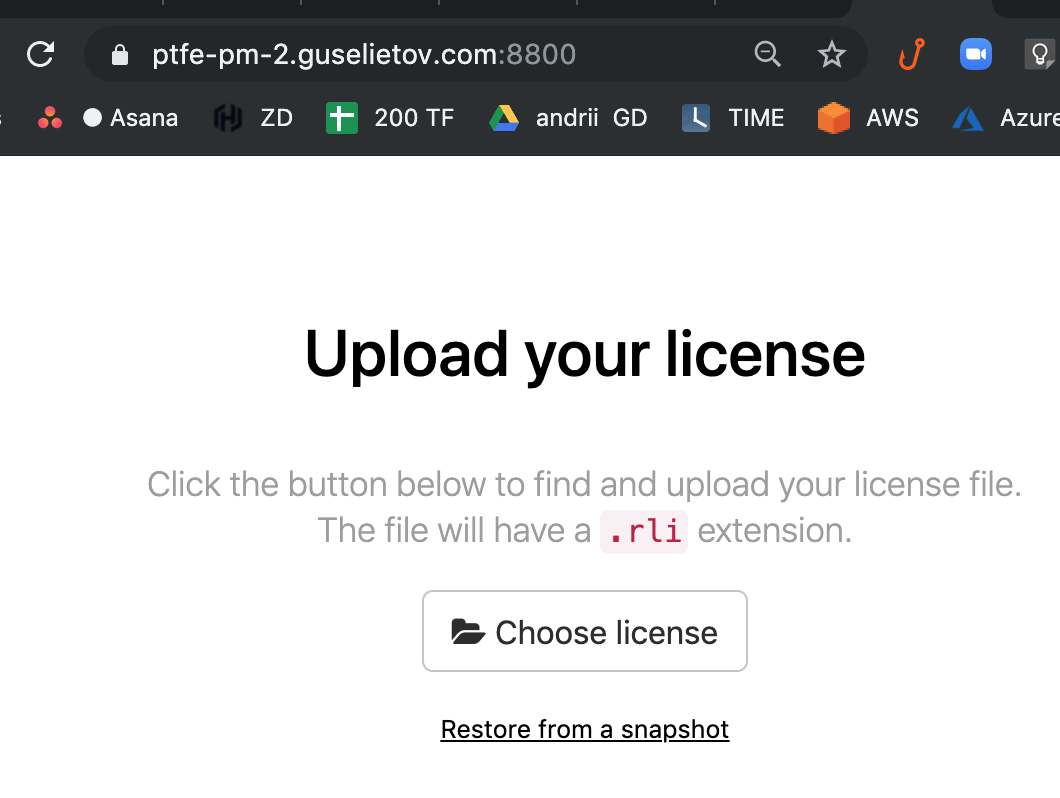 ptfe-pm-2.guselietov.com:8800
Asana ZD 200 TF andrii GD TIME AWS Azure
Upload your license
Click the button below to find and upload your license file.
The file will have a .rli extension.
Choose license
Restore from a snapshot